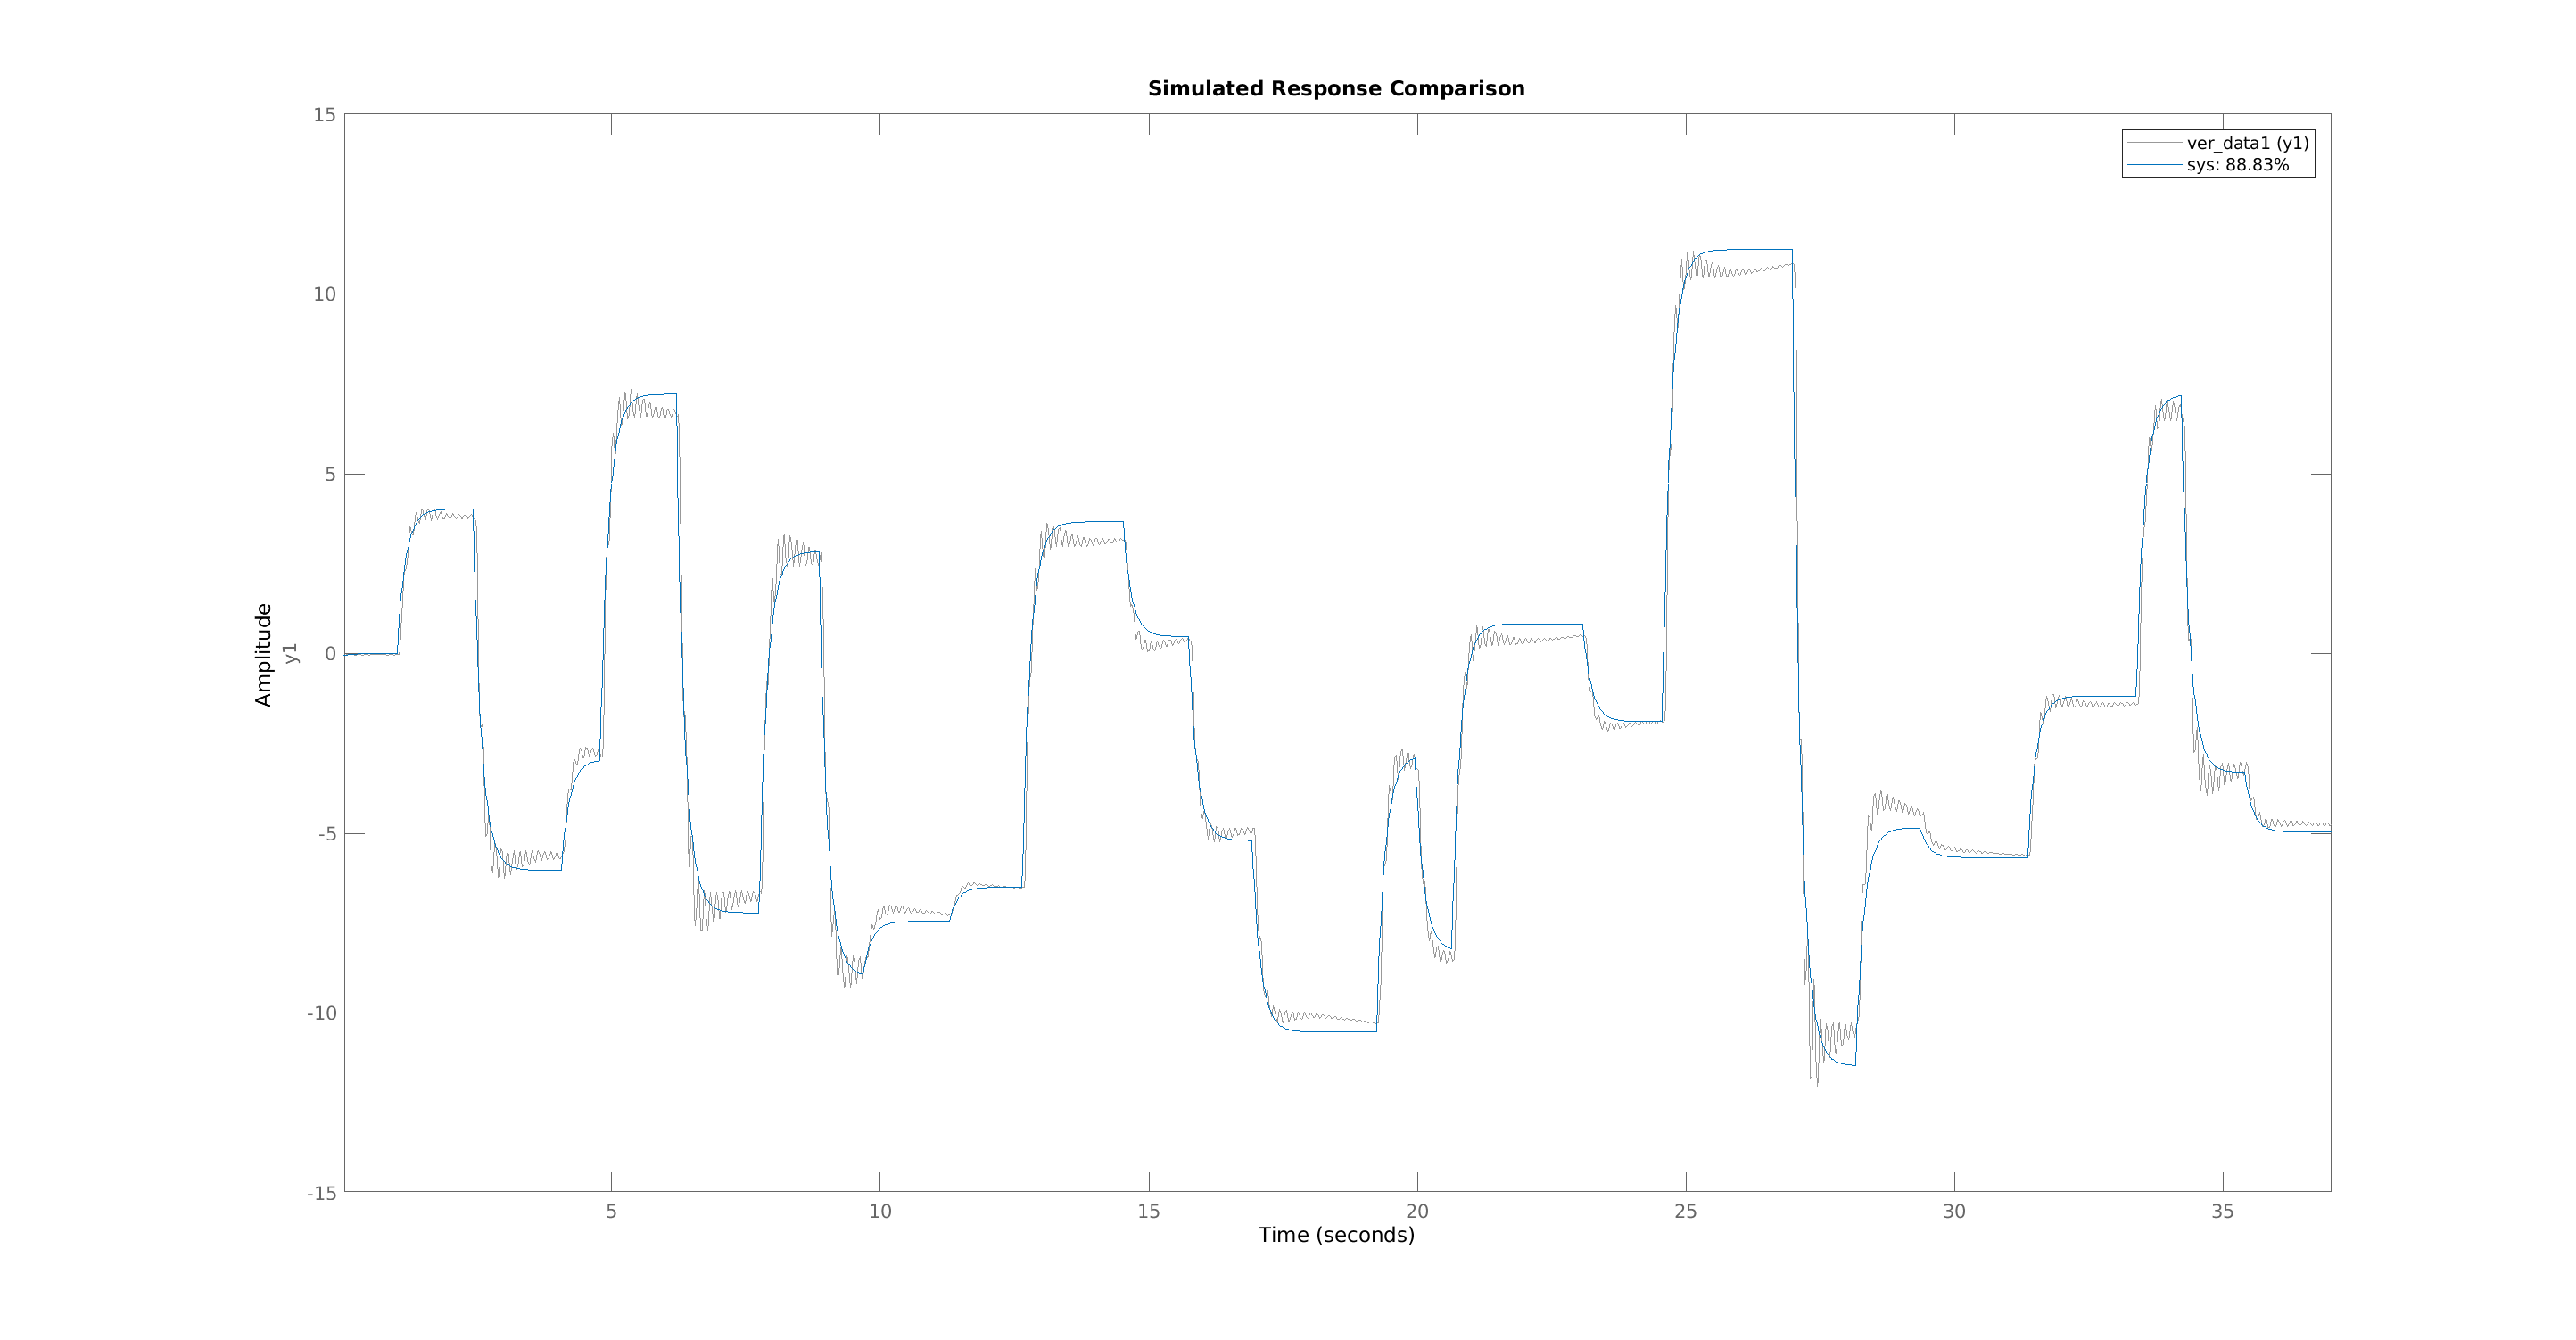 Simulated Response Comparison
ver_data1 (y1)
sys: 88.83%
Amplitude
y1
15
10
5
0
-5
-10
-15
5 10 15 20 25 30 35
Time (seconds)